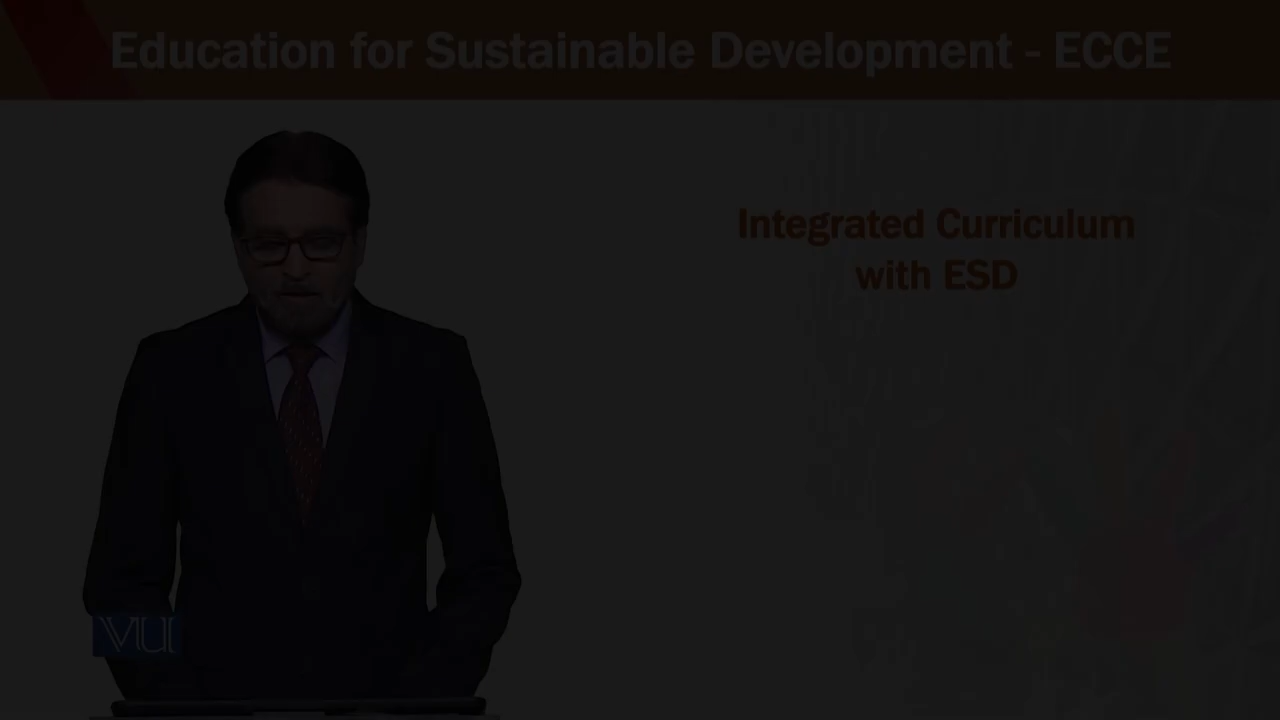 Education for Sustainable Development - ECCE
Integrated Curriculum
with ESD
VU